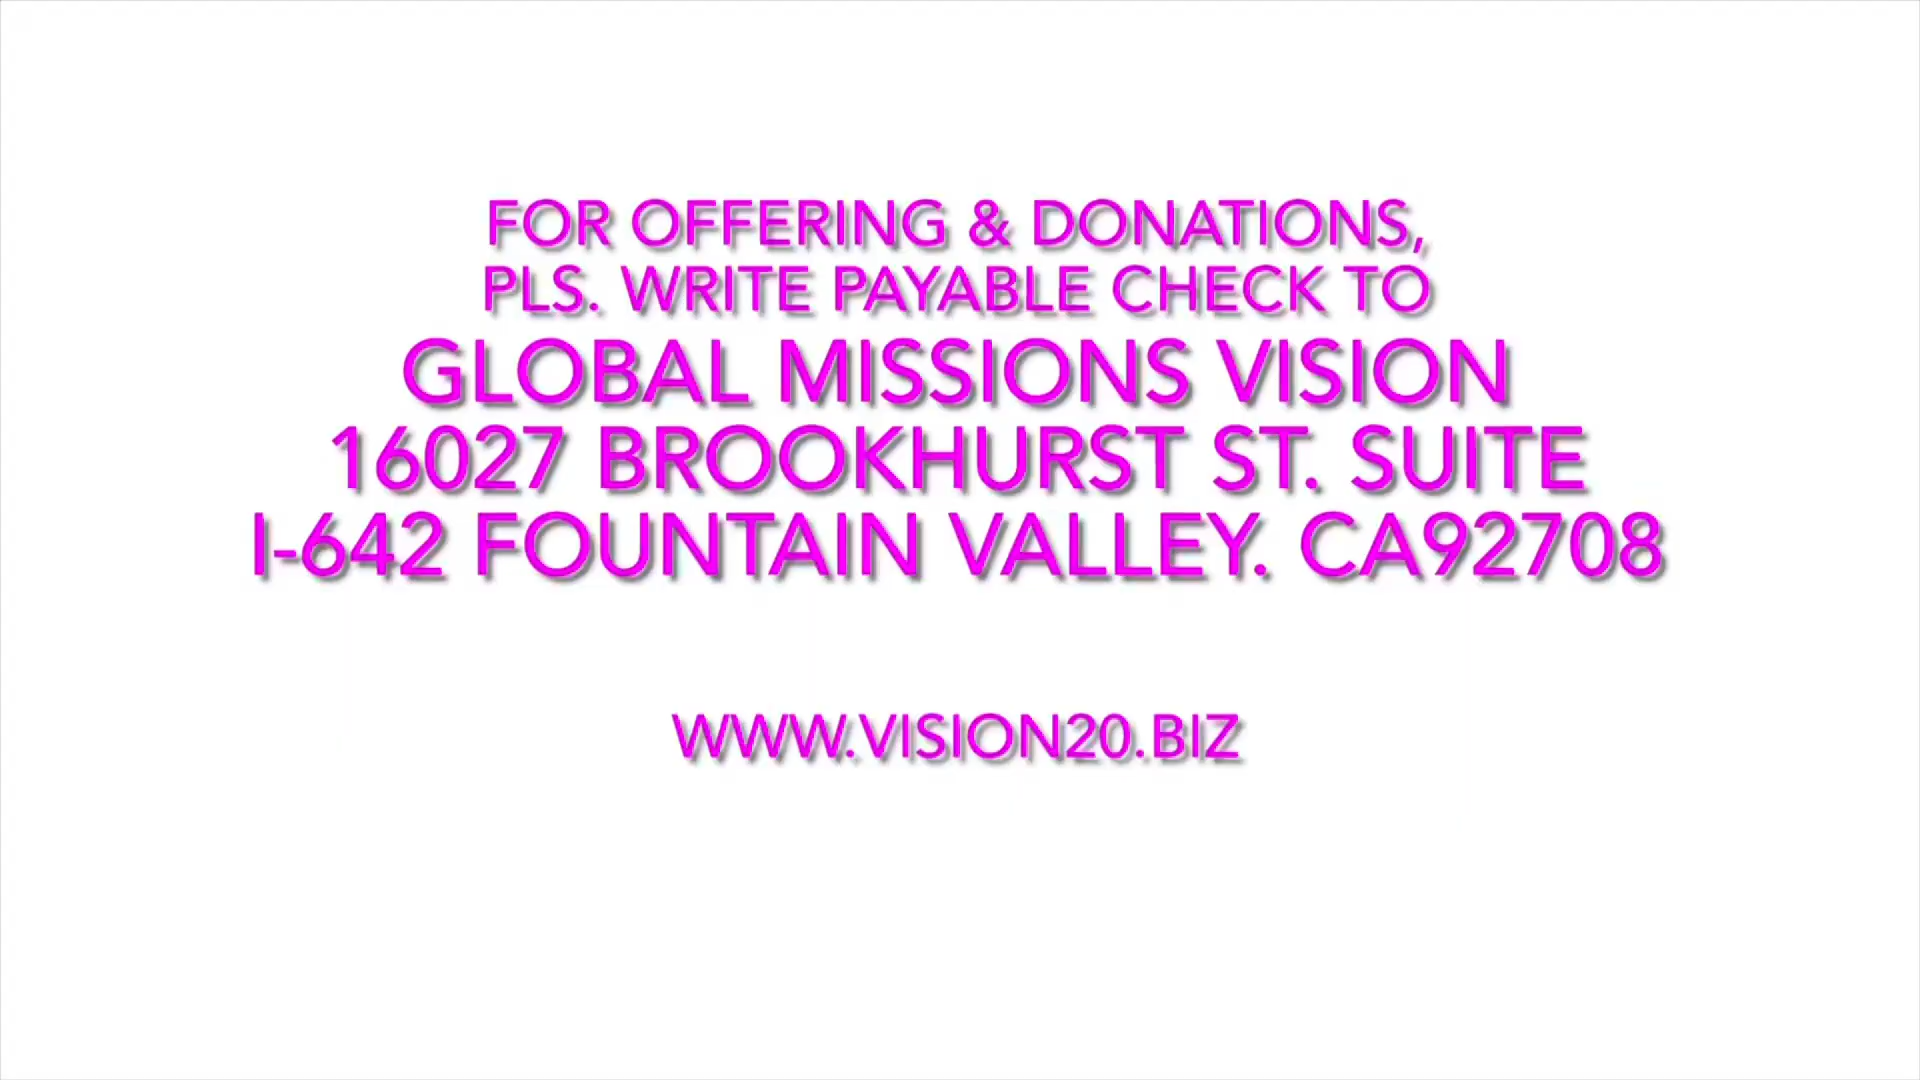 FOR OFFERING & DONATIONS,
PLS. WRITE PAYABLE CHECK TO
GLOBAL MISSIONS VISION
16027 BROOKHURST ST. SUITE
I-642 FOUNTAIN VALLEY. CA92708
WWW.VISION20.BIZ